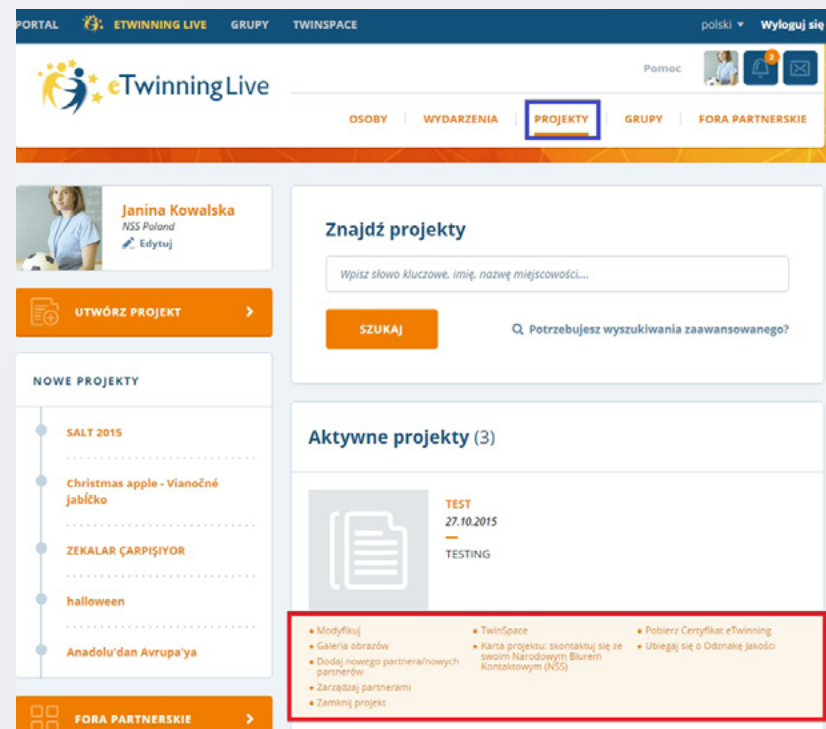 PORTAL ETWINNING LIVE GRUPY TWINSPACE polski Wyloguj się
eTwinningLive
Pomoc 2
OSOBY WYDARZENIA PROJEKTY GRUPY FORA PARTNERSKIE
Janina Kowalska
NSS Poland
Edytuj
UTWÓRZ PROJEKT
NOWE PROJEKTY
SALT 2015
Christmas apple - Vianočné
jabĺčko
ZEKALAR ÇARPIŞIYOR
halloween
Anadolu'dan Avrupa'ya
FORA PARTNERSKIE
Znajdź projekty
Wpisz słowo kluczowe, imię, nazwę miejscowości....
SZUKAJ
Potrzebujesz wyszukiwania zaawansowanego?
Aktywne projekty (3)
TEST
27.10.2015
TESTING
Modyfikuj
Galeria obrazów
Dodaj nowego partnera/nowych
partnerów
Zarządzaj partnerami
Zamknij projekt
TwinSpace
Karta projektu: skontaktuj się ze
swoim Narodowym Biurem
Kontaktowym (NSS)
Pobierz Certyfikat eTwinning
Ubiegaj się o Odznakę Jakości